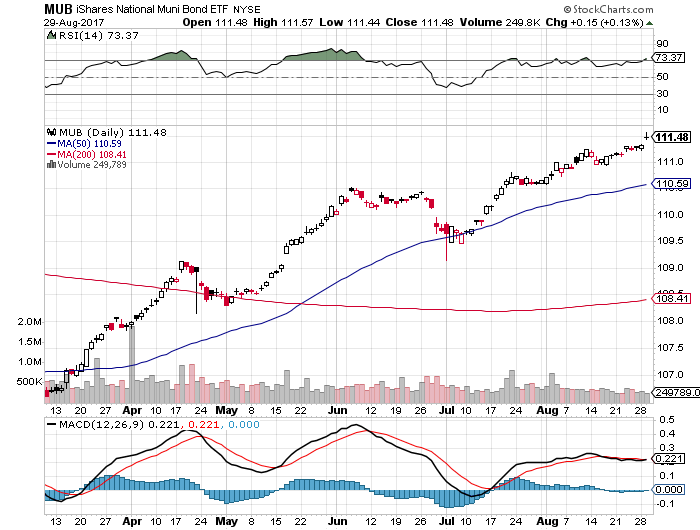 MUB iShares National Muni Bond ETF NYSE © StockCharts.com
29-Aug-2017 Open 111.48 High 111.57 Low 111.44 Close 111.48 Volume 249.8K Chg +0.15 (+0.13%)
RSI(14) 73.37
90
73.37
70
50
30
10
MUB (Daily) 111.48
MA(50) 110.59
MA(200) 108.41
Volume 249,789
111.48
111.0
110.59
110.0
109.5
109.0
108.41
108.0
107.5
107.0
249789.0
2.0M
1.5M
1.0M
500K
13 20 27 Apr 10 17 24 May 8 15 22 Jun 12 19 26 Jul 10 17 24 Aug 7 14 21 28
MACD(12,26,9) 0.221, 0.221, 0.000
0.5
0.4
0.3
0.221
0.1
0.000
-0.1
13 20 27 Apr 10 17 24 May 8 15 22 Jun 12 19 26 Jul 10 17 24 Aug 7 14 21 28